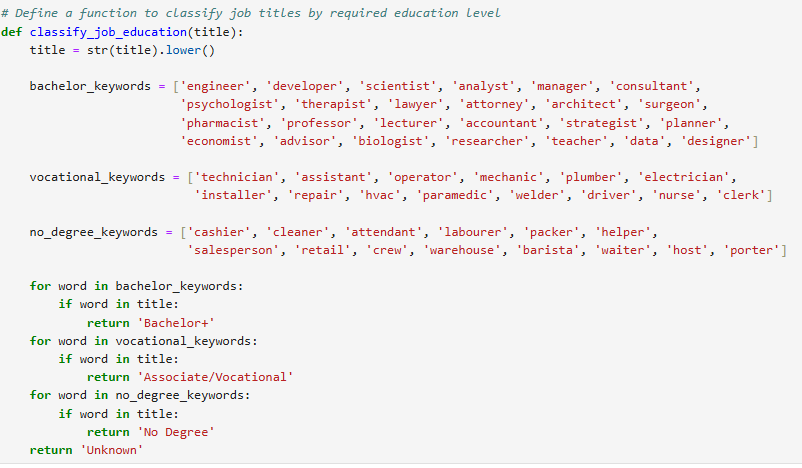 # Define a function to classify job titles by required education level
def classify_job_education(title):
    title = str(title).lower()

    bachelor_keywords = ['engineer', 'developer', 'scientist', 'analyst', 'manager', 'consultant',
                         'psychologist', 'therapist', 'lawyer', 'attorney', 'architect', 'surgeon',
                         'pharmacist', 'professor', 'lecturer', 'accountant', 'strategist', 'planner',
                         'economist', 'advisor', 'biologist', 'researcher', 'teacher', 'data', 'designer']

    vocational_keywords = ['technician', 'assistant', 'operator', 'mechanic', 'plumber', 'electrician',
                           'installer', 'repair', 'hvac', 'paramedic', 'welder', 'driver', 'nurse', 'clerk']

    no_degree_keywords = ['cashier', 'cleaner', 'attendant', 'labourer', 'packer', 'helper',
                          'salesperson', 'retail', 'crew', 'warehouse', 'barista', 'waiter', 'host', 'porter']

    for word in bachelor_keywords:
        if word in title:
            return 'Bachelor+'
    for word in vocational_keywords:
        if word in title:
            return 'Associate/Vocational'
    for word in no_degree_keywords:
        if word in title:
            return 'No Degree'
    return 'Unknown'